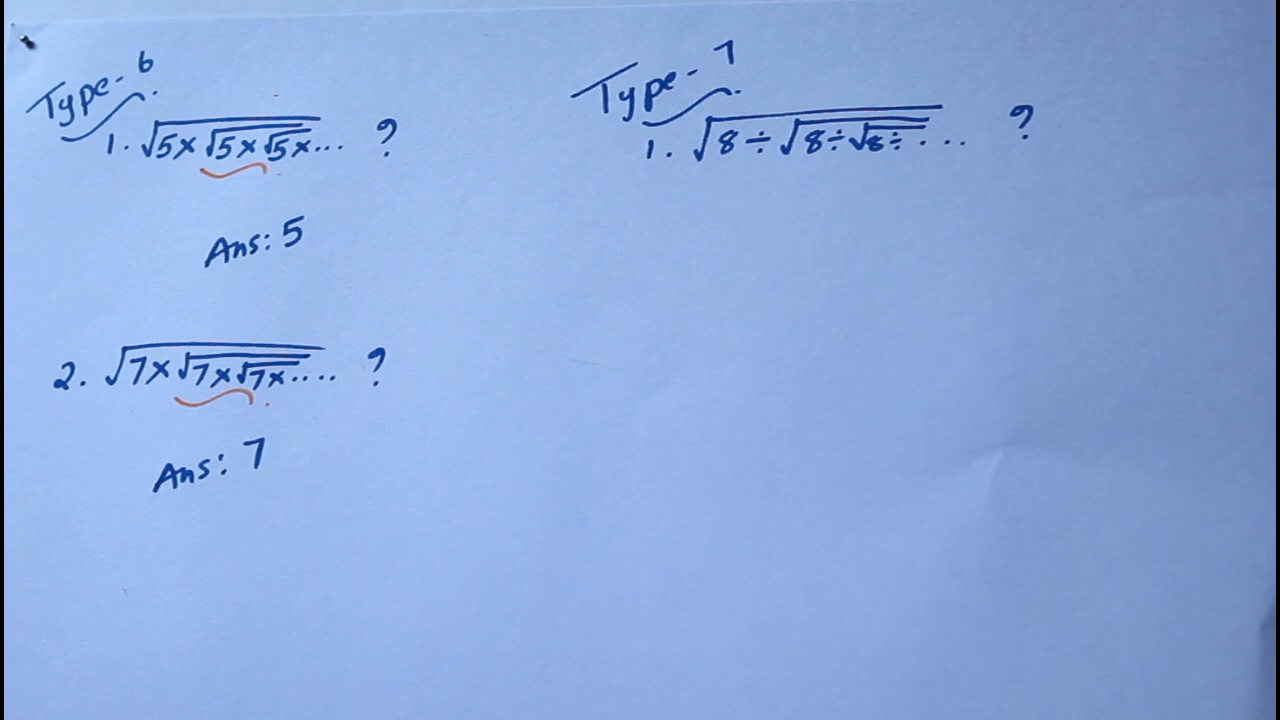 Type- 6
1. √5×√5×√5×... ?
Ans: 5
2. √7×√7×√7×.... ?
Ans: 7
Type- 7
1. √8÷√8÷√8÷... ?